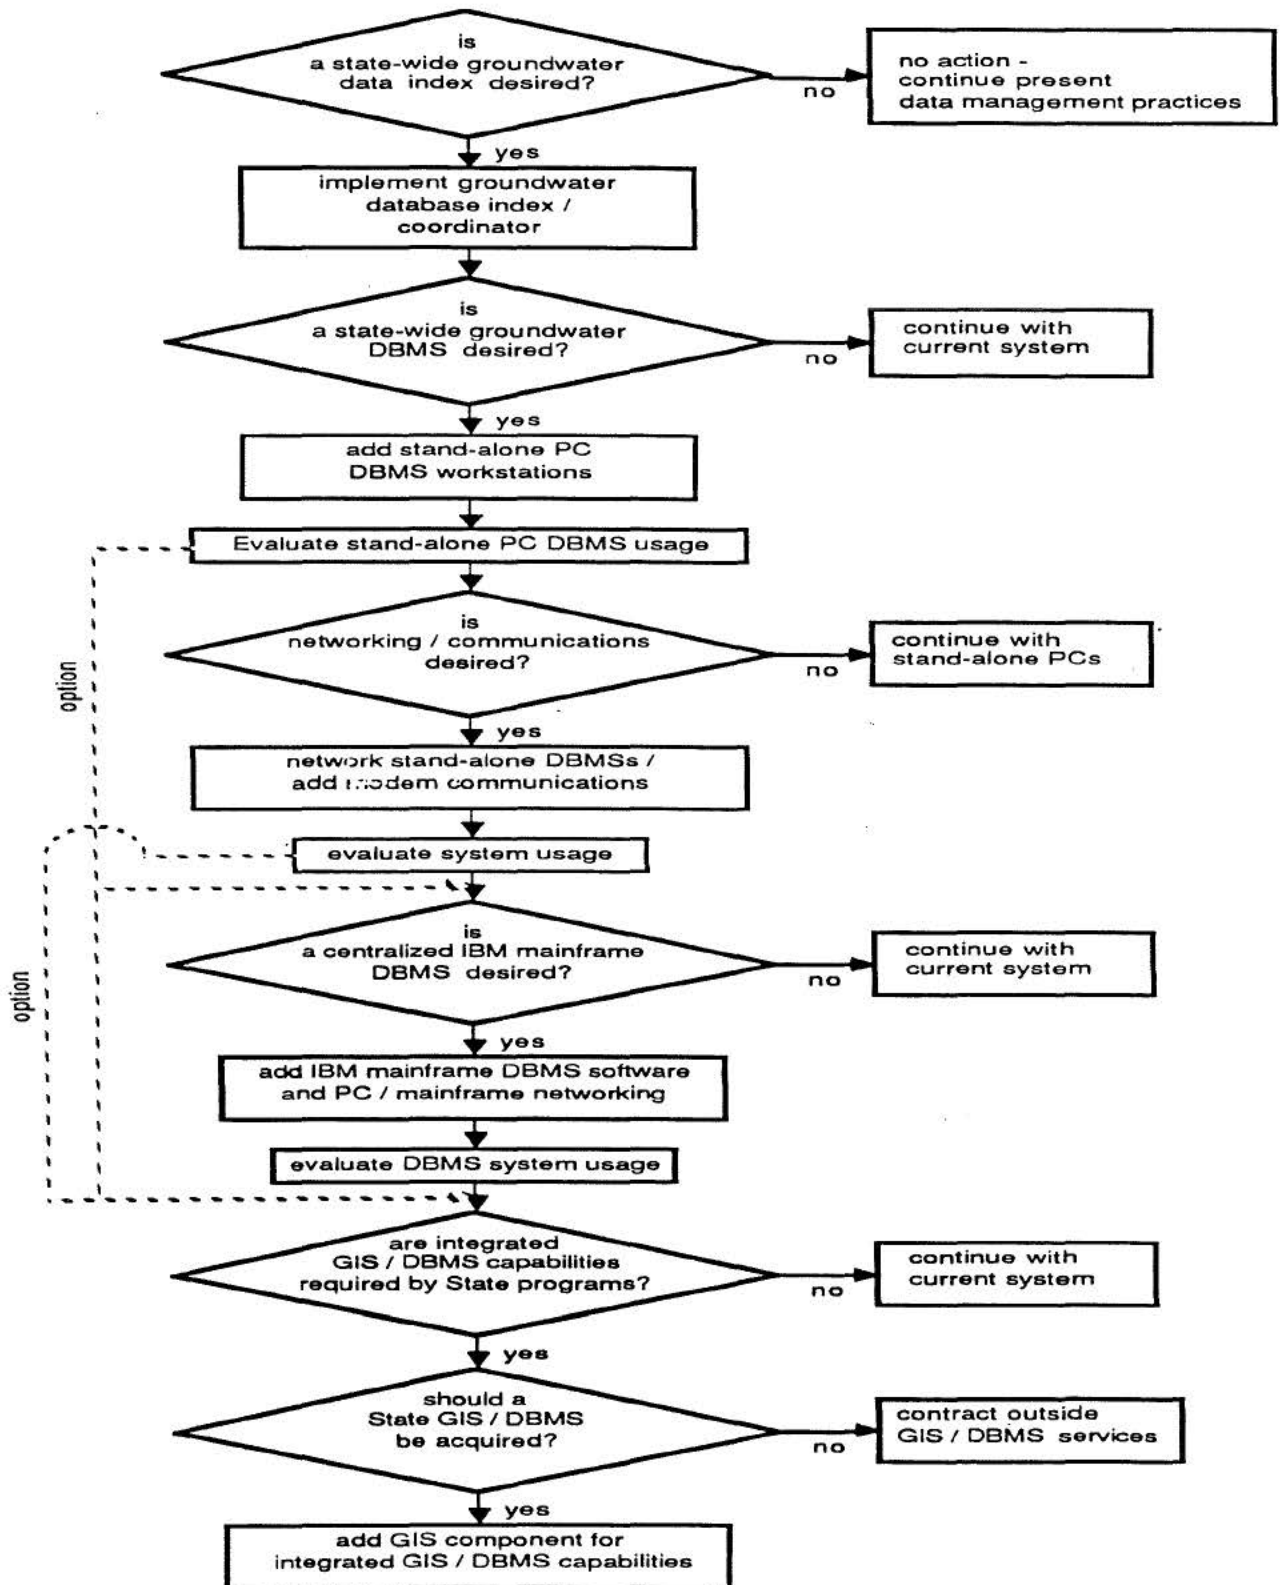 is
a state-wide groundwater
data index desired?
no
no action -
continue present
data management practices
yes
implement groundwater
database index /
coordinator
is
a state-wide groundwater
DBMS desired?
no
continue with
current system
yes
add stand-alone PC
DBMS workstations
Evaluate stand-alone PC DBMS usage
is
networking / communications
desired?
no
continue with
stand-alone PCs
option
yes
network stand-alone DBMSs /
add modem communications
evaluate system usage
is
a centralized IBM mainframe
DBMS desired?
no
continue with
current system
option
yes
add IBM mainframe DBMS software
and PC / mainframe networking
evaluate DBMS system usage
are integrated
GIS / DBMS capabilities
required by State programs?
no
continue with
current system
yes
should a
State GIS / DBMS
be acquired?
no
contract outside
GIS / DBMS services
yes
add GIS component for
integrated GIS / DBMS capabilities